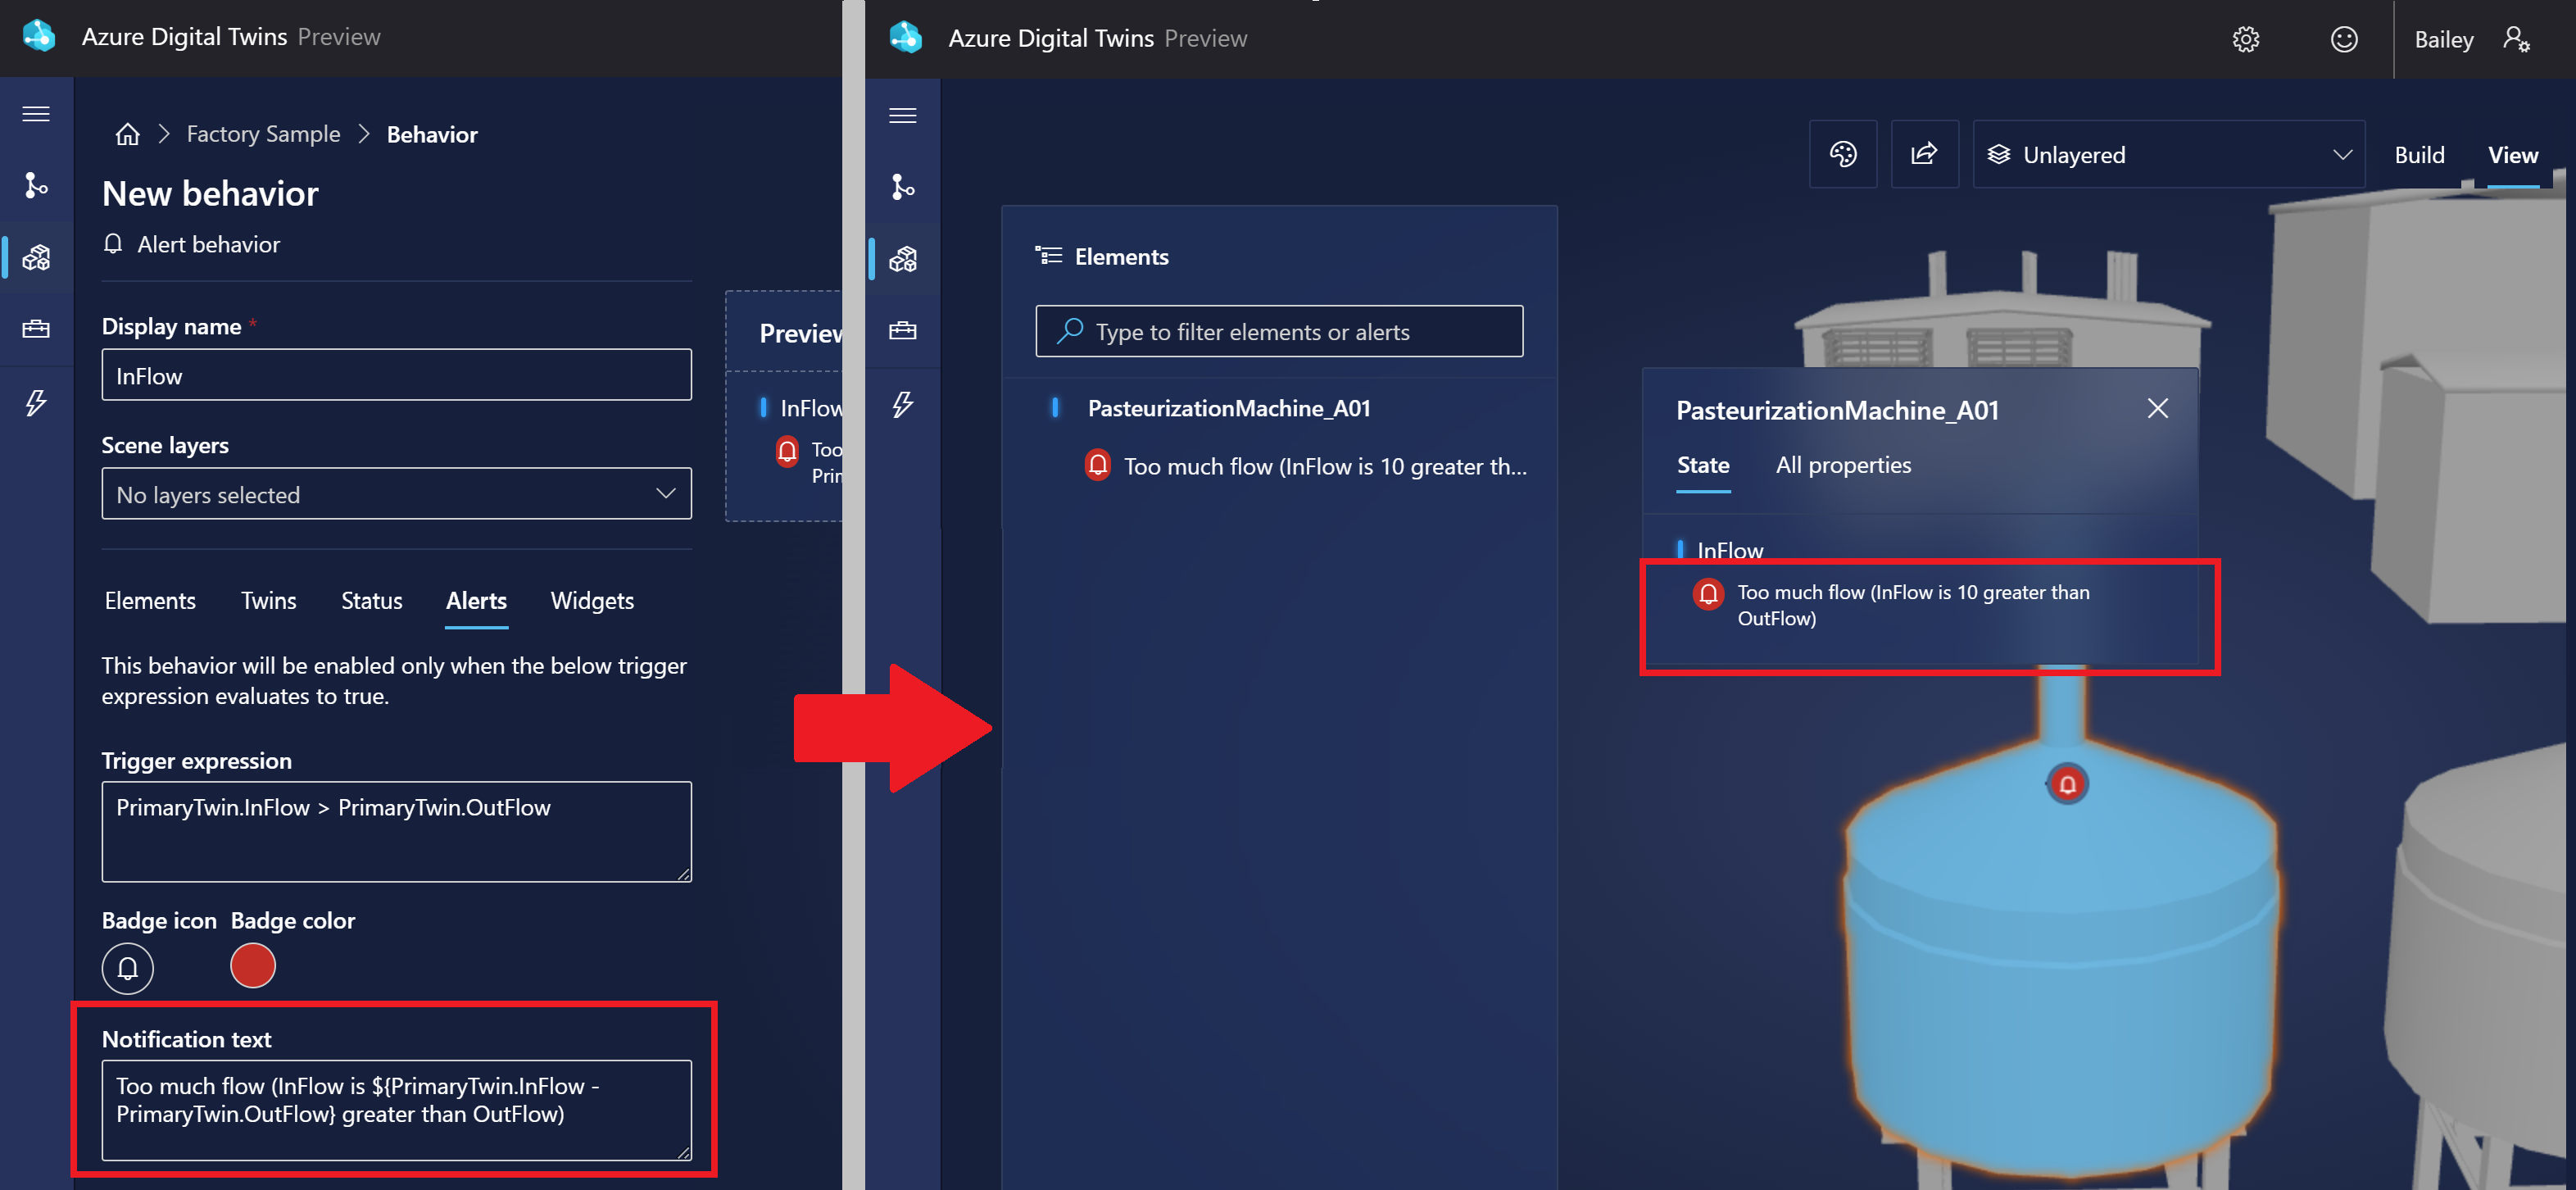 Azure Digital Twins Preview
Factory Sample
Behavior
New behavior
Alert behavior
Display name *
InFlow
Scene layers
No layers selected
Elements Twins Status Alerts Widgets
This behavior will be enabled only when the below trigger
expression evaluates to true.
Trigger expression
PrimaryTwin.InFlow > PrimaryTwin.OutFlow
Badge icon Badge color
Notification text
Too much flow (InFlow is ${PrimaryTwin.InFlow -
PrimaryTwin.OutFlow} greater than OutFlow)
Preview
InFlow
Too
Prim
Azure Digital Twins Preview
Bailey
Unlayered
Build View
Elements
Type to filter elements or alerts
PasteurizationMachine_A01
Too much flow (InFlow is 10 greater th...
PasteurizationMachine_A01
State All properties
InFlow
Too much flow (InFlow is 10 greater than
OutFlow)